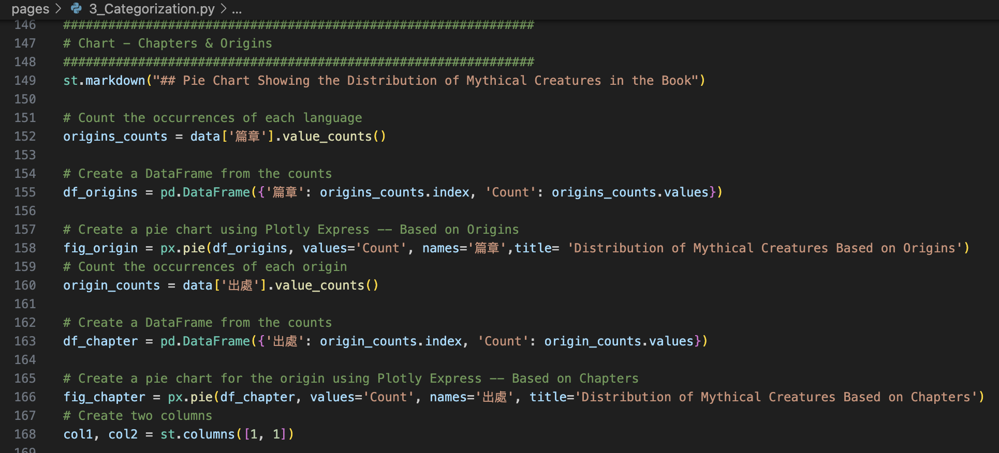 pages > 3_Categorization.py > ...
146 ###############################################################
147 # Chart - Chapters & Origins
148 ###############################################################
149 st.markdown("## Pie Chart Showing the Distribution of Mythical Creatures in the Book")
150
151 # Count the occurrences of each language
152 origins_counts = data['篇章'].value_counts()
153
154 # Create a DataFrame from the counts
155 df_origins = pd.DataFrame({'篇章': origins_counts.index, 'Count': origins_counts.values})
156
157 # Create a pie chart using Plotly Express -- Based on Origins
158 fig_origin = px.pie(df_origins, values='Count', names='篇章',title= 'Distribution of Mythical Creatures Based on Origins')
159 # Count the occurrences of each origin
160 origin_counts = data['出處'].value_counts()
161
162 # Create a DataFrame from the counts
163 df_chapter = pd.DataFrame({'出處': origin_counts.index, 'Count': origin_counts.values})
164
165 # Create a pie chart for the origin using Plotly Express -- Based on Chapters
166 fig_chapter = px.pie(df_chapter, values='Count', names='出處', title='Distribution of Mythical Creatures Based on Chapters')
167 # Create two columns
168 col1, col2 = st.columns([1, 1])
169